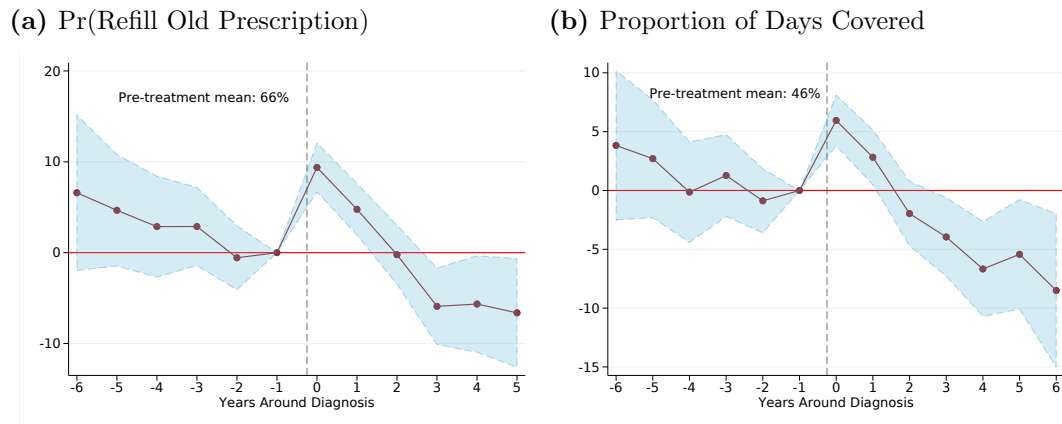 (a) Pr(Refill Old Prescription)
20
10
0
-10
Pre-treatment mean: 66%
-6 -5 -4 -3 -2 -1 0 1 2 3 4 5
Years Around Diagnosis
(b) Proportion of Days Covered
10
5
0
-5
-10
-15
Pre-treatment mean: 46%
-6 -5 -4 -3 -2 -1 0 1 2 3 4 5 6
Years Around Diagnosis